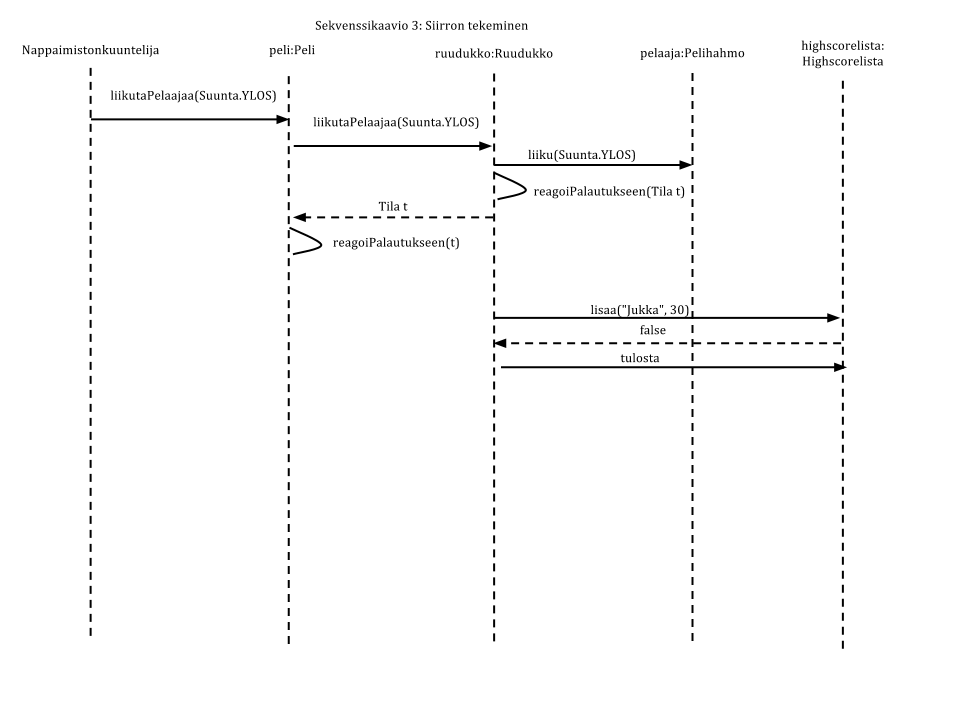 Sekvenssikaavio 3: Siirron tekeminen
Nappaimistonkuuntelija
peli:Peli
ruudukko:Ruudukko
pelaaja:Pelihahmo
highscorelista:
Highscorelista
liikutaPelaajaa(Suunta.YLOS)
liikutaPelaajaa(Suunta.YLOS)
liiku(Suunta.YLOS)
reagoiPalautukseen(Tila t)
Tila t
reagoiPalautukseen(t)
lisaa("Jukka", 30)
false
tulosta